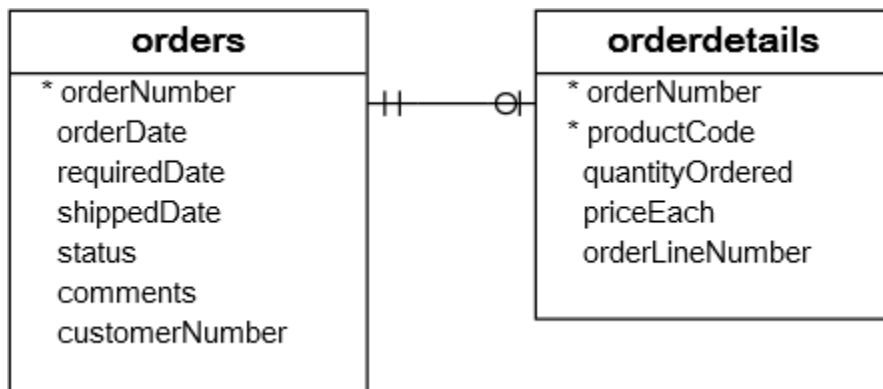 orders
* orderNumber
orderDate
requiredDate
shippedDate
status
comments
customerNumber
orderdetails
* orderNumber
* productCode
quantityOrdered
priceEach
orderLineNumber